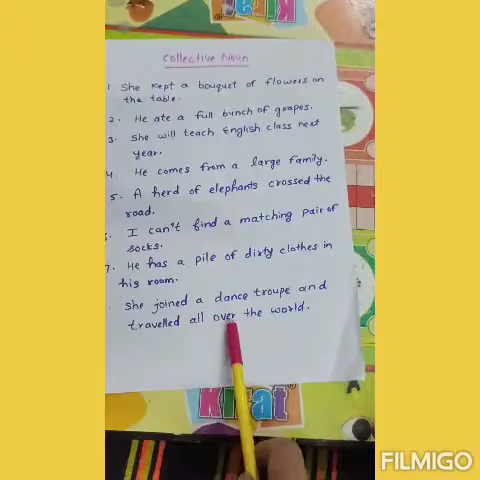 Kirat
Collective Noun
1 She kept a bouquet of flowers on
the table.
2. He ate a full bunch of grapes.
3. She will teach English class next
year.
4. He comes from a large family.
5. A herd of elephants crossed the
road.
6. I can't find a matching pair of
socks.
7. He has a pile of dirty clothes in
his room.
She joined a dance troupe and
travelled all over the world.
Kirat
A
FILMIGO